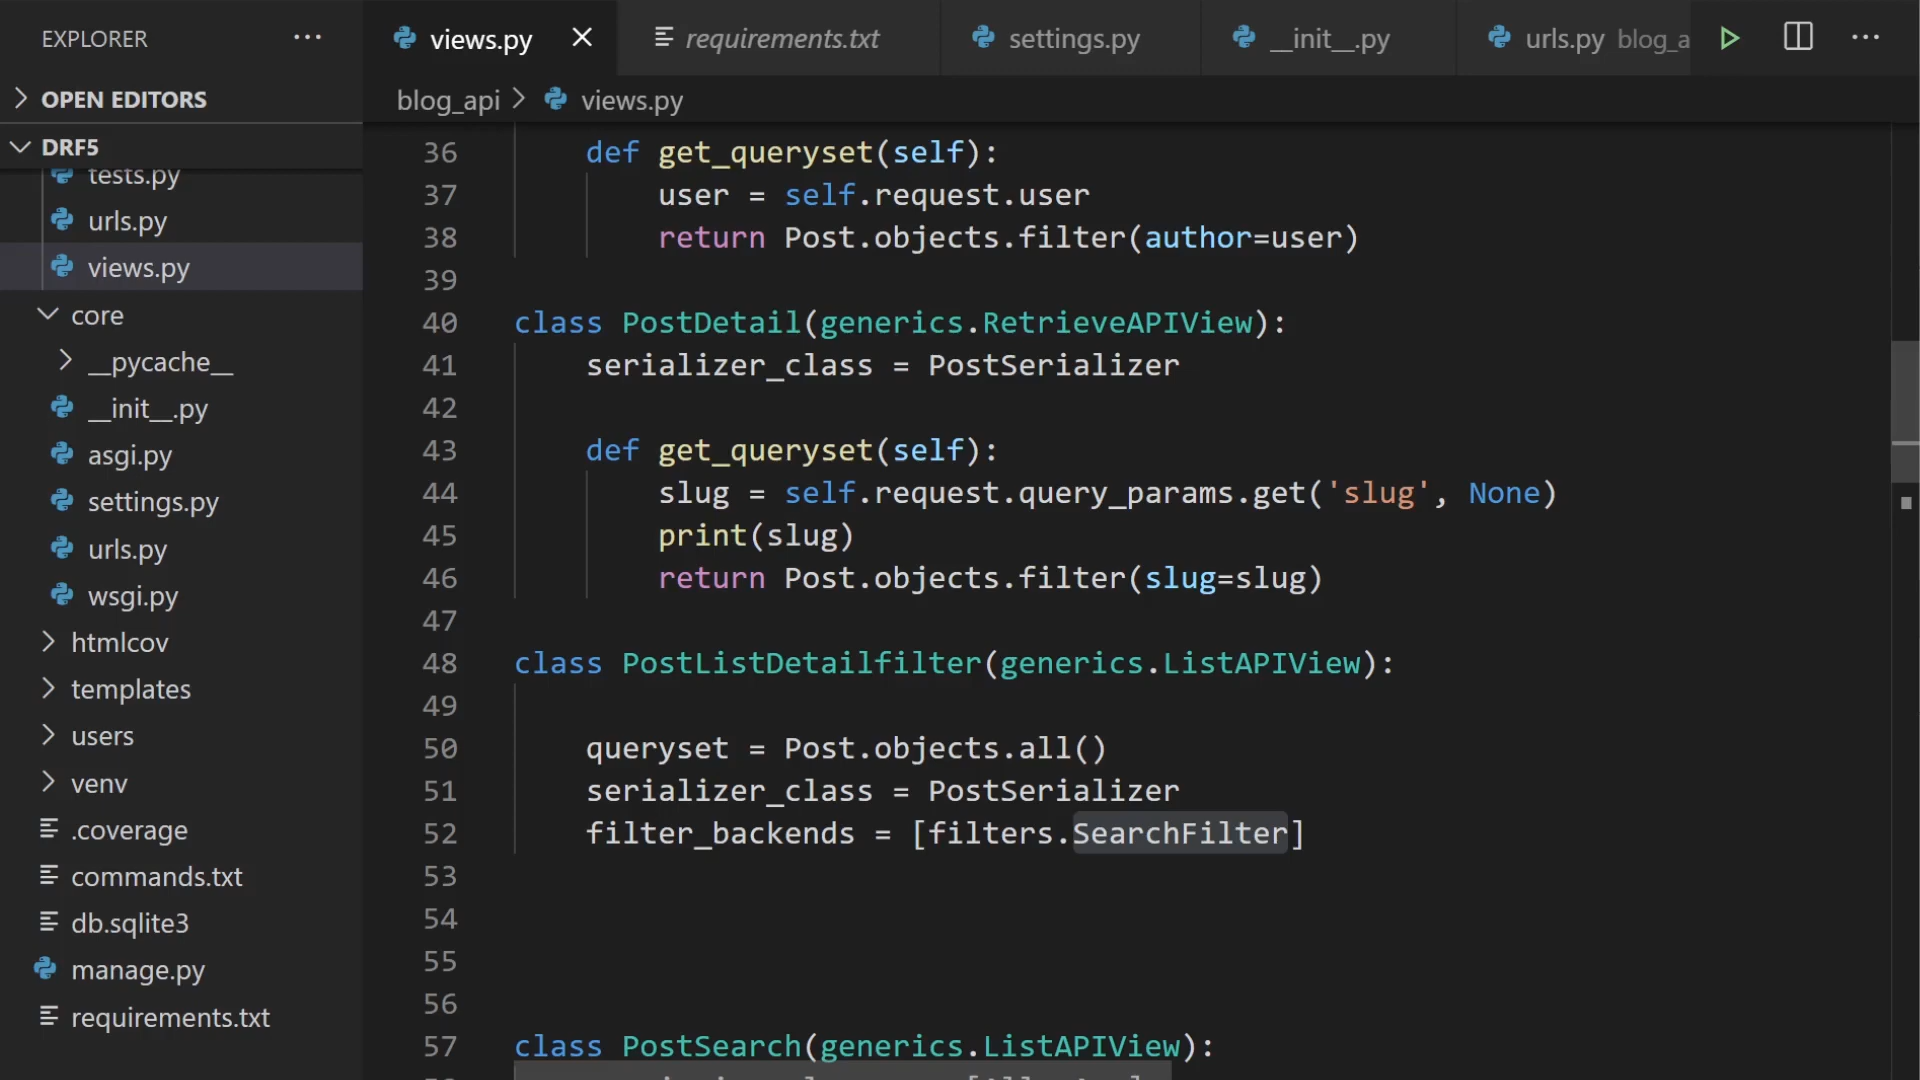 EXPLORER
views.py
requirements.txt
settings.py
__init__.py
urls.py blog_a
OPEN EDITORS
blog_api > views.py
DRF5
tests.py
urls.py
views.py
core
__pycache__
__init__.py
asgi.py
settings.py
urls.py
wsgi.py
htmlcov
templates
users
venv
.coverage
commands.txt
db.sqlite3
manage.py
requirements.txt
36 def get_queryset(self):
37 user = self.request.user
38 return Post.objects.filter(author=user)
39
40 class PostDetail(generics.RetrieveAPIView):
41 serializer_class = PostSerializer
42
43 def get_queryset(self):
44 slug = self.request.query_params.get('slug', None)
45 print(slug)
46 return Post.objects.filter(slug=slug)
47
48 class PostListDetailfilter(generics.ListAPIView):
49
50 queryset = Post.objects.all()
51 serializer_class = PostSerializer
52 filter_backends = [filters.SearchFilter]
53
54
55
56
57 class PostSearch(generics.ListAPIView):